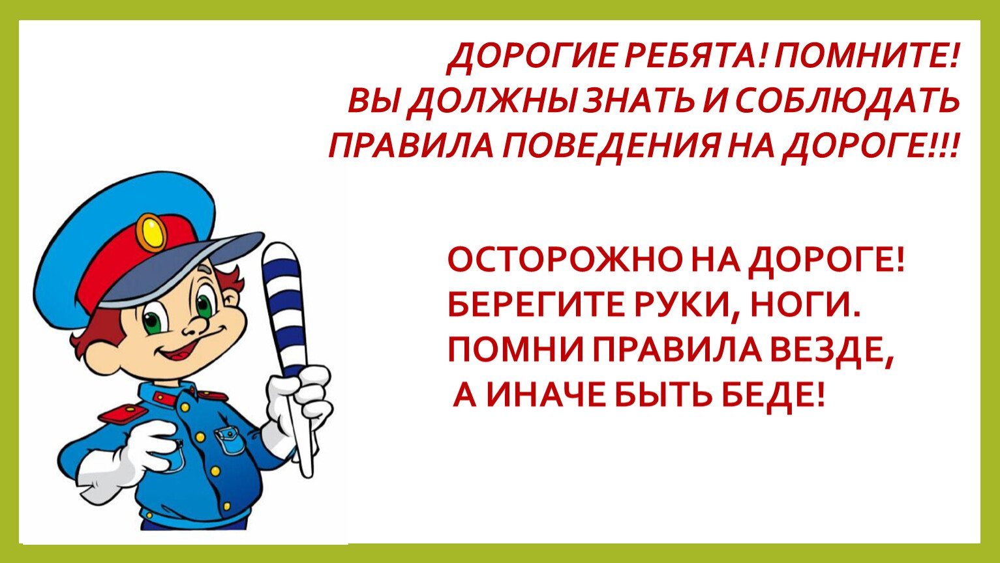 ДОРОГИЕ РЕБЯТА! ПОМНИТЕ!
ВЫ ДОЛЖНЫ ЗНАТЬ И СОБЛЮДАТЬ
ПРАВИЛА ПОВЕДЕНИЯ НА ДОРОГЕ!!!
ОСТОРОЖНО НА ДОРОГЕ!
БЕРЕГИТЕ РУКИ, НОГИ.
ПОМНИ ПРАВИЛА ВЕЗДЕ,
А ИНАЧЕ БЫТЬ БЕДЕ!